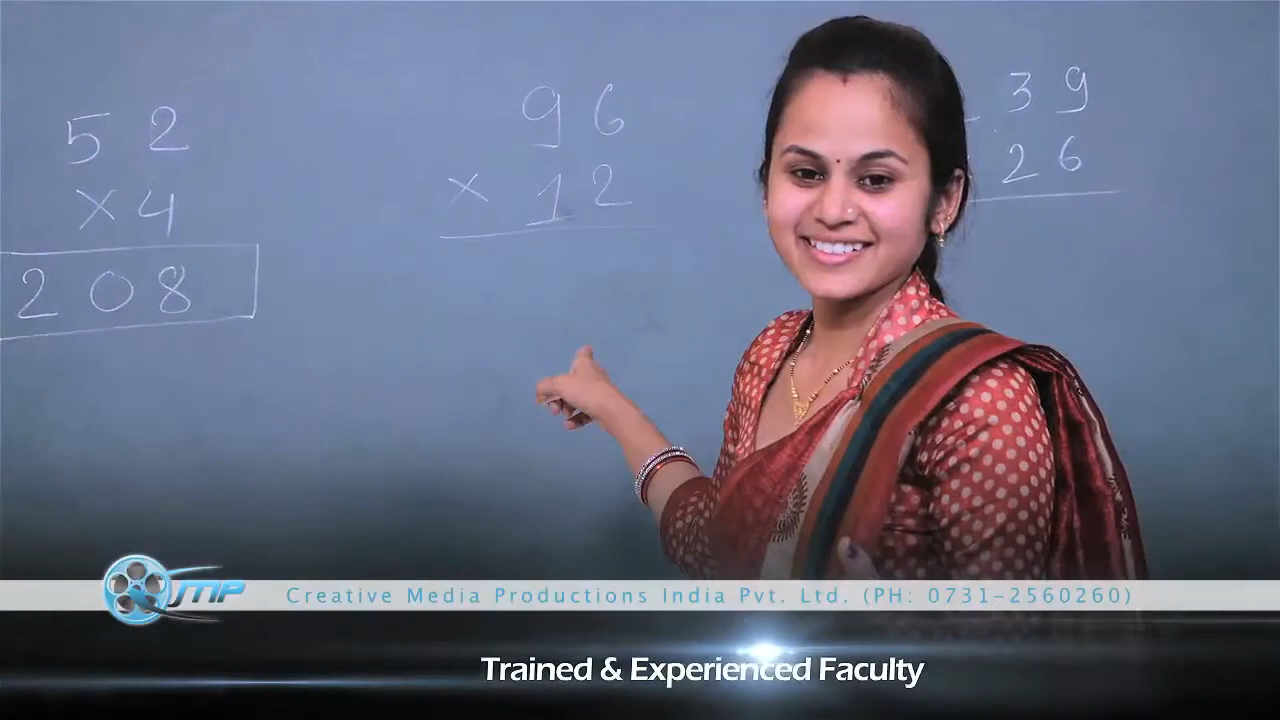 52
×4
208
96
× 12
39
26
JMP
Creative Media Productions India Pvt. Ltd. (PH: 0731-2560260)
Trained & Experienced Faculty